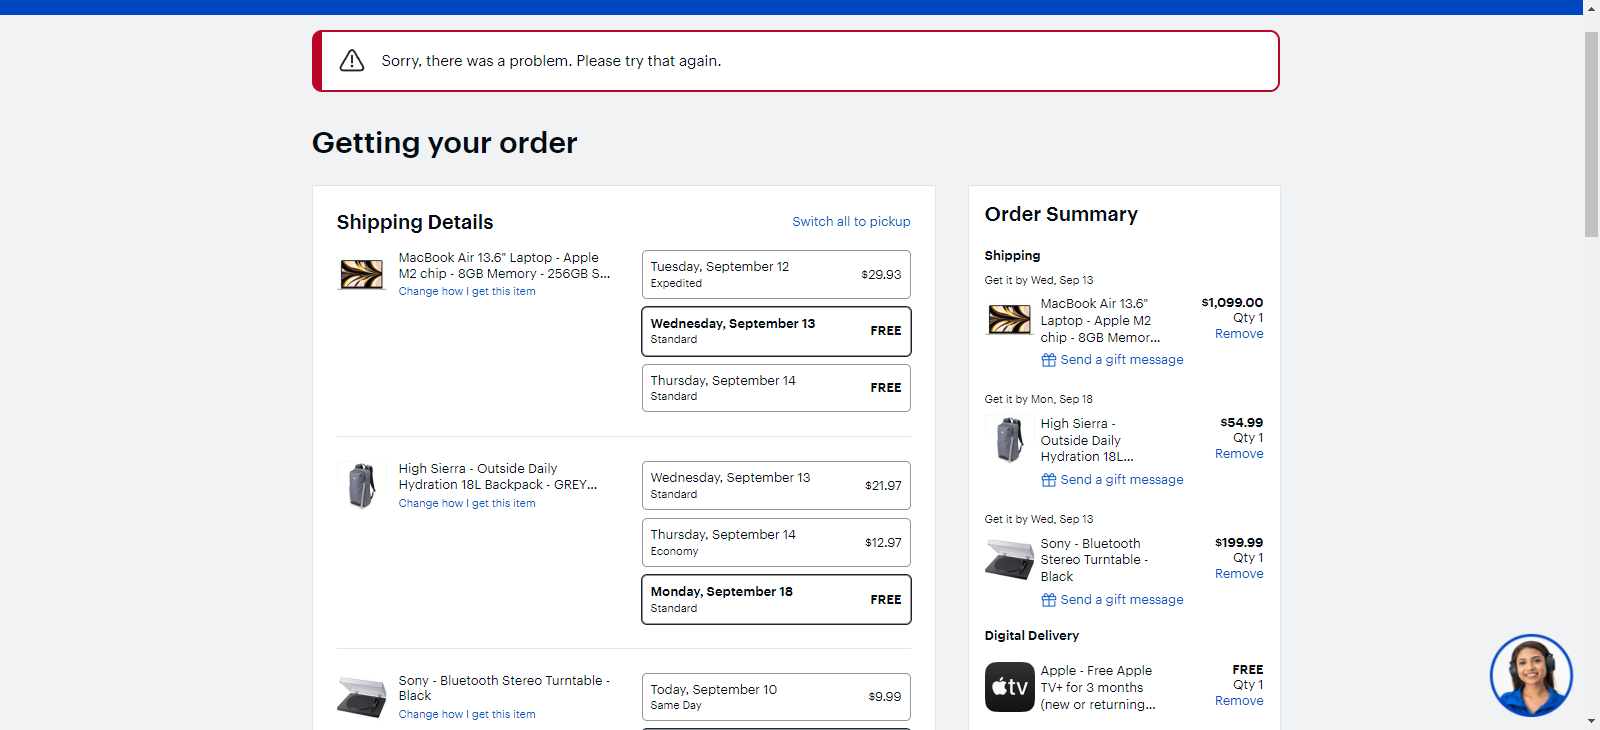 Sorry, there was a problem. Please try that again.
Getting your order
Shipping Details
Switch all to pickup
MacBook Air 13.6" Laptop - Apple
M2 chip - 8GB Memory - 256GB S...
Change how I get this item
Tuesday, September 12
Expedited
$29.93
Wednesday, September 13
Standard
FREE
Thursday, September 14
Standard
FREE
High Sierra - Outside Daily
Hydration 18L Backpack - GREY...
Change how I get this item
Wednesday, September 13
Standard
$21.97
Thursday, September 14
Economy
$12.97
Monday, September 18
Standard
FREE
Sony - Bluetooth Stereo Turntable -
Black
Change how I get this item
Today, September 10
Same Day
$9.99
Order Summary
Shipping
Get it by Wed, Sep 13
MacBook Air 13.6"
Laptop - Apple M2
chip - 8GB Memor...
$1,099.00
Qty 1
Remove
Send a gift message
Get it by Mon, Sep 18
High Sierra -
Outside Daily
Hydration 18L...
$54.99
Qty 1
Remove
Send a gift message
Get it by Wed, Sep 13
Sony - Bluetooth
Stereo Turntable -
Black
$199.99
Qty 1
Remove
Send a gift message
Digital Delivery
tv
Apple - Free Apple
TV+ for 3 months
(new or returning...
FREE
Qty 1
Remove